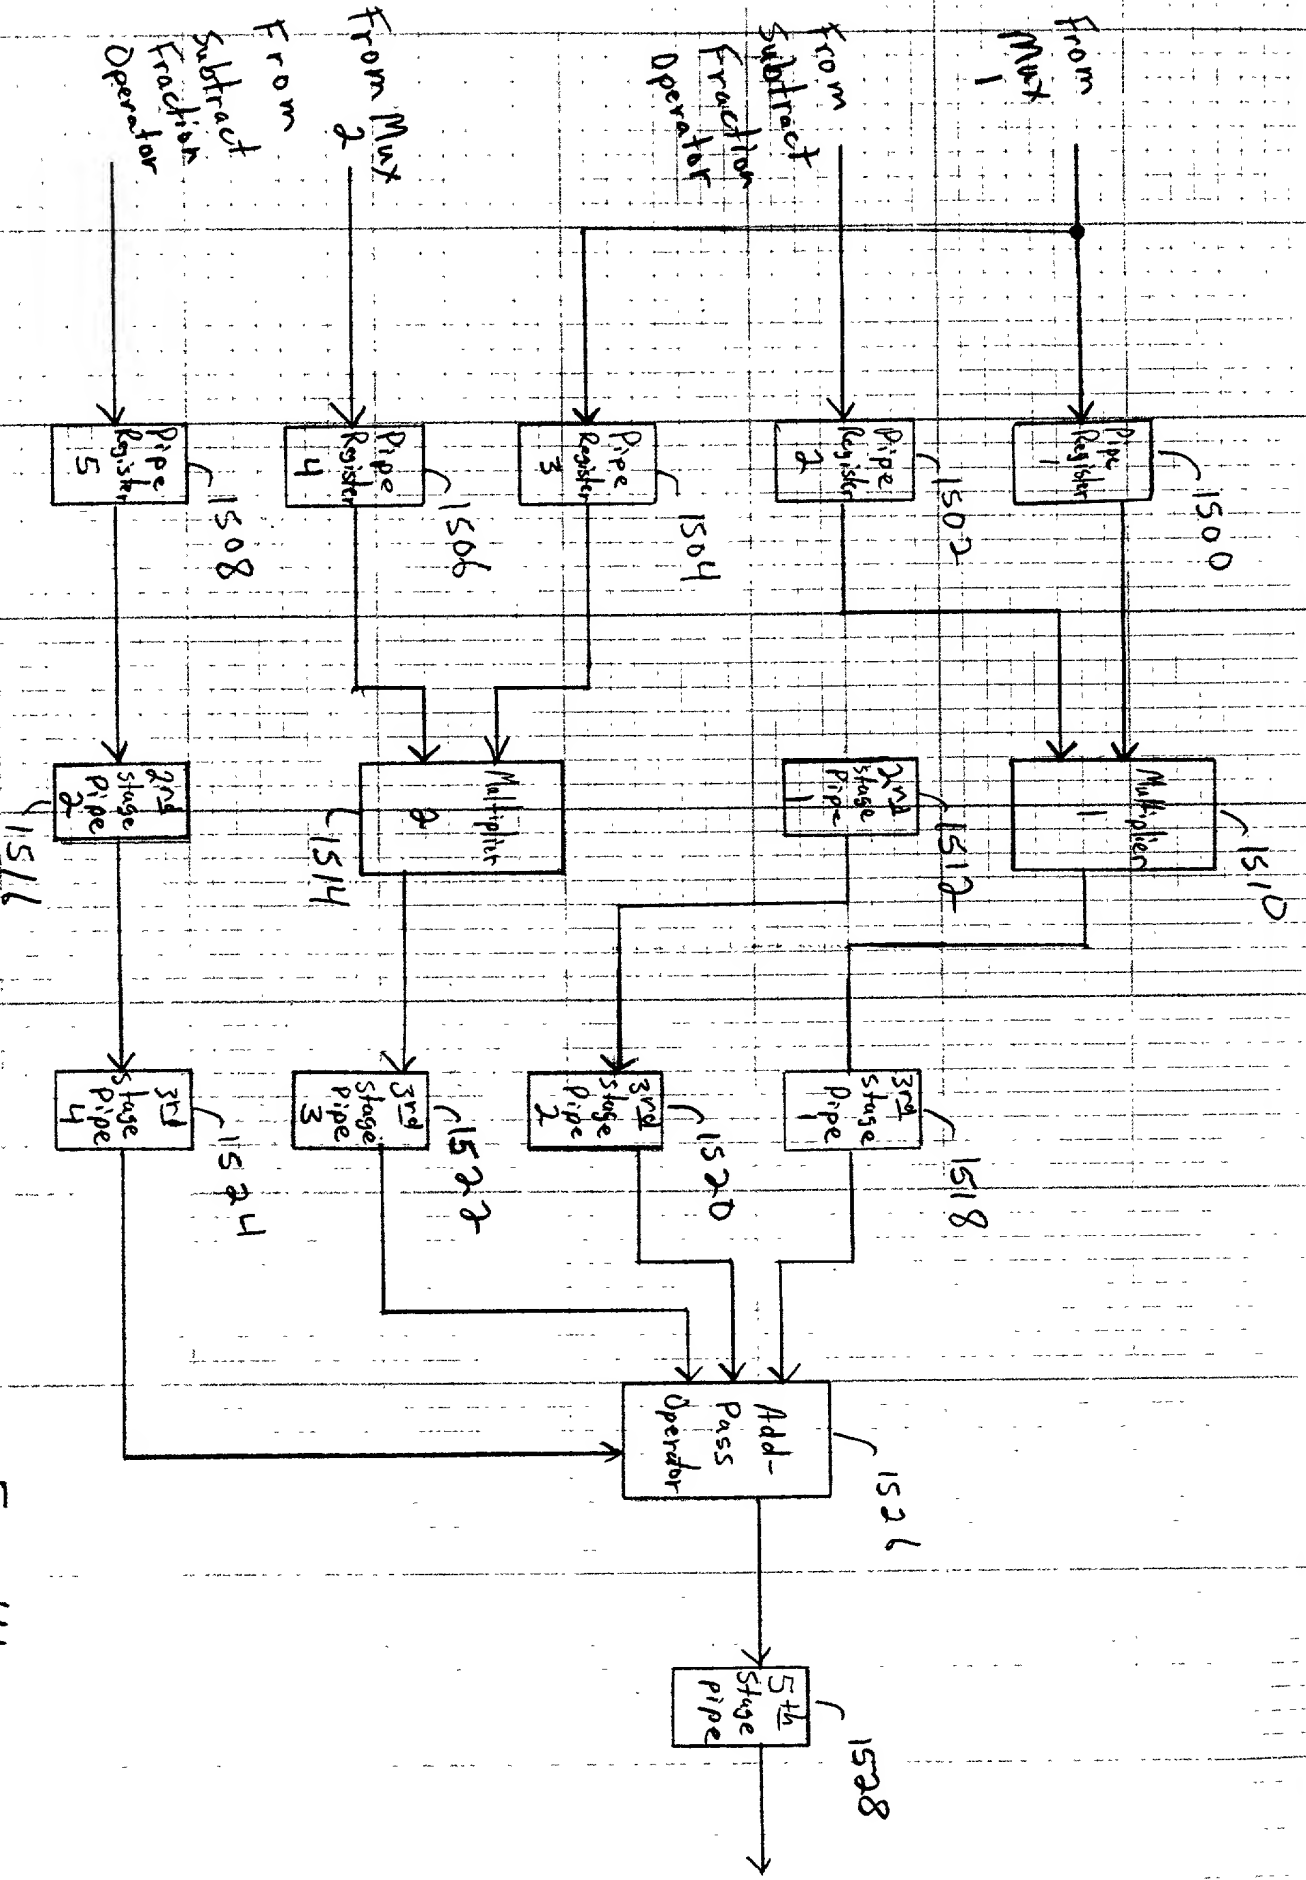 From
Mux
1
From
Subtract
Fraction
Operator
From Mux
2
From
Subtract
Fraction
Operator
Pipe
Register
1
1500
Pipe
Register
2
1502
Pipe
Register
3
1504
Pipe
Register
4
1506
Pipe
Register
5
1508
Multiplier
1
1510
2nd
stage
Pipe
1
1512
Multiplier
2
1514
2nd
stage
Pipe
2
1516
3rd
stage
Pipe
1
1518
3rd
stage
Pipe
2
1520
3rd
stage
Pipe
3
1522
3rd
stage
Pipe
4
1524
Add-
Pass
Operator
1526
5th
stage
pipe
1528